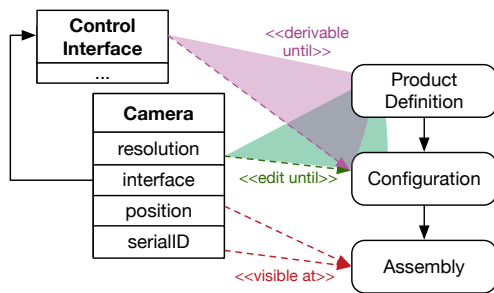 Control
Interface
...
<<derivable
until>>
Product
Definition
Camera
resolution
interface
position
serialID
<<edit until>>
Configuration
<<visible at>>
Assembly